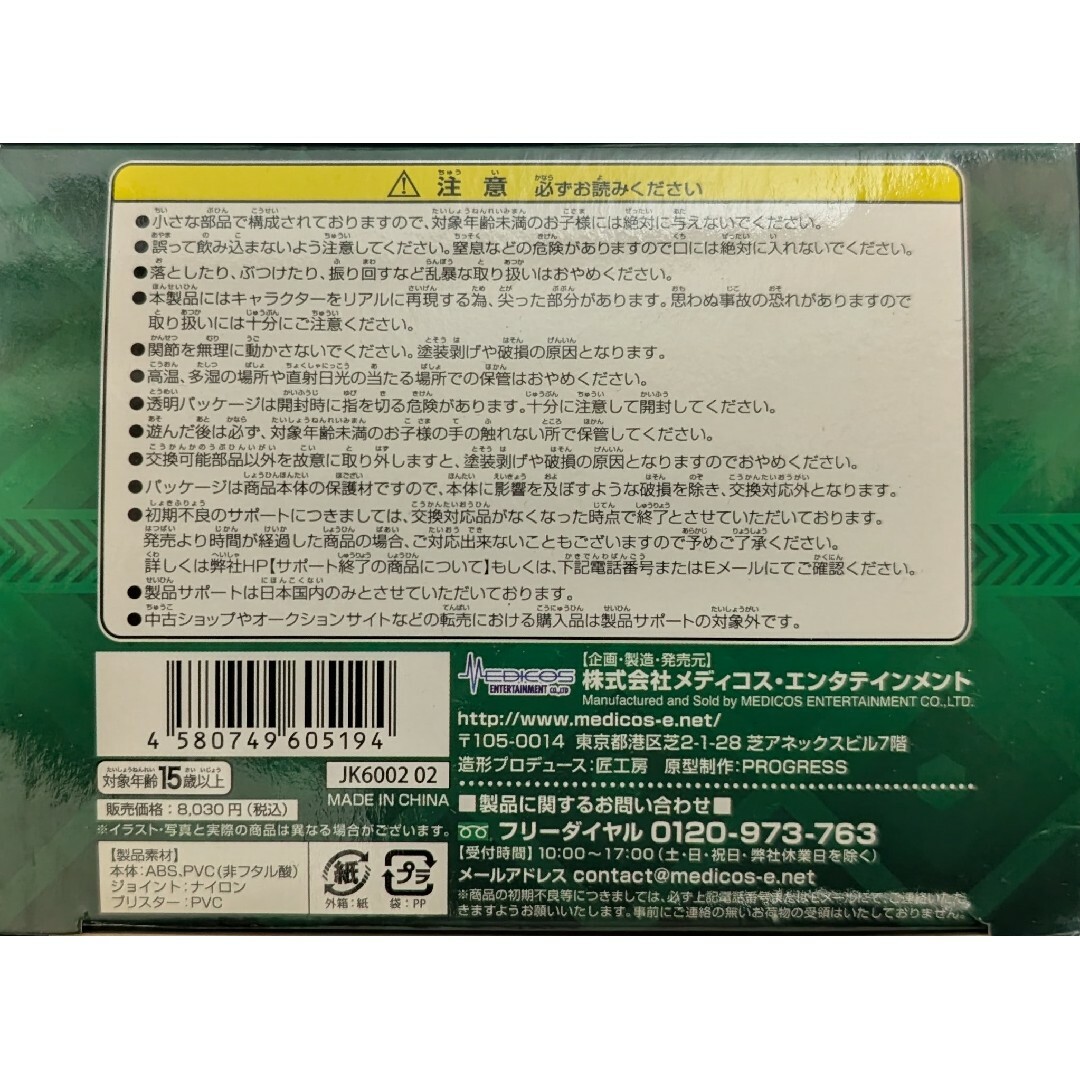 注意 必ずお読みください
●小さな部品で構成されておりますので、対象年齢未満のお子様には絶対に与えないでください。
●誤って飲み込まないよう注意してください。窒息などの危険がありますので口には絶対に入れないでください。
●落としたり、ぶつけたり、振り回すなど乱暴な取り扱いはおやめください。
●本製品にはキャラクターをリアルに再現する為、尖った部分があります。思わぬ事故の恐れがありますので
取り扱いには十分にご注意ください。
●関節を無理に動かさないでください。塗装剥げや破損の原因となります。
●高温、多湿の場所や直射日光の当たる場所での保管はおやめください。
●透明パッケージは開封時に指を切る危険があります。十分に注意して開封してください。
●遊んだ後は必ず、対象年齢未満のお子様の手の触れない所で保管してください。
●交換可能部品以外を故意に取り外しますと、塗装剥げや破損の原因となりますのでおやめください。
●パッケージは商品本体の保護材ですので、本体に影響を及ぼすような破損を除き、交換対応外となります。
●初期不良のサポートにつきましては、交換対応品がなくなった時点で終了とさせていただいております。
発売より時間が経過した商品の場合、ご対応出来ないこともございますので予めご了承ください。
詳しくは弊社HP【サポート終了の商品について】もしくは、下記電話番号またはEメールにてご確認ください。
●製品サポートは日本国内のみとさせていただいております。
●中古ショップやオークションサイトなどの転売における購入品は製品サポートの対象外です。
4 580749 605194
対象年齢15歳以上
JK6002 02
販売価格:8,030円(税込)
MADE IN CHINA
※イラスト・写真と実際の商品は異なる場合がございます。
【製品素材】
本体:ABS.PVC(非フタル酸)
ジョイント:ナイロン
ブリスター:PVC
紙
外箱:紙
プラ
袋:PP
MEDICOS
ENTERTAINMENT CO.,LTD
【企画・製造・発売元】
株式会社メディコス・エンタテインメント
Manufactured and Sold by MEDICOS ENTERTAINMENT CO.,LTD.
http://www.medicos-e.net/
〒105-0014 東京都港区芝2-1-28 芝アネックスビル7階
造形プロデュース:匠工房 原型制作:PROGRESS
■製品に関するお問い合わせ■
フリーダイヤル 0120-973-763
【受付時間】10:00〜17:00(土・日・祝日・弊社休業日を除く)
メールアドレス contact@medicos-e.net
※商品の初期不良等につきましては、必ず上記電話番号またはEメールにて、ご連絡いただ
きますようお願いいたします。事前にご連絡の無いお荷物の受領はいたしておりません。